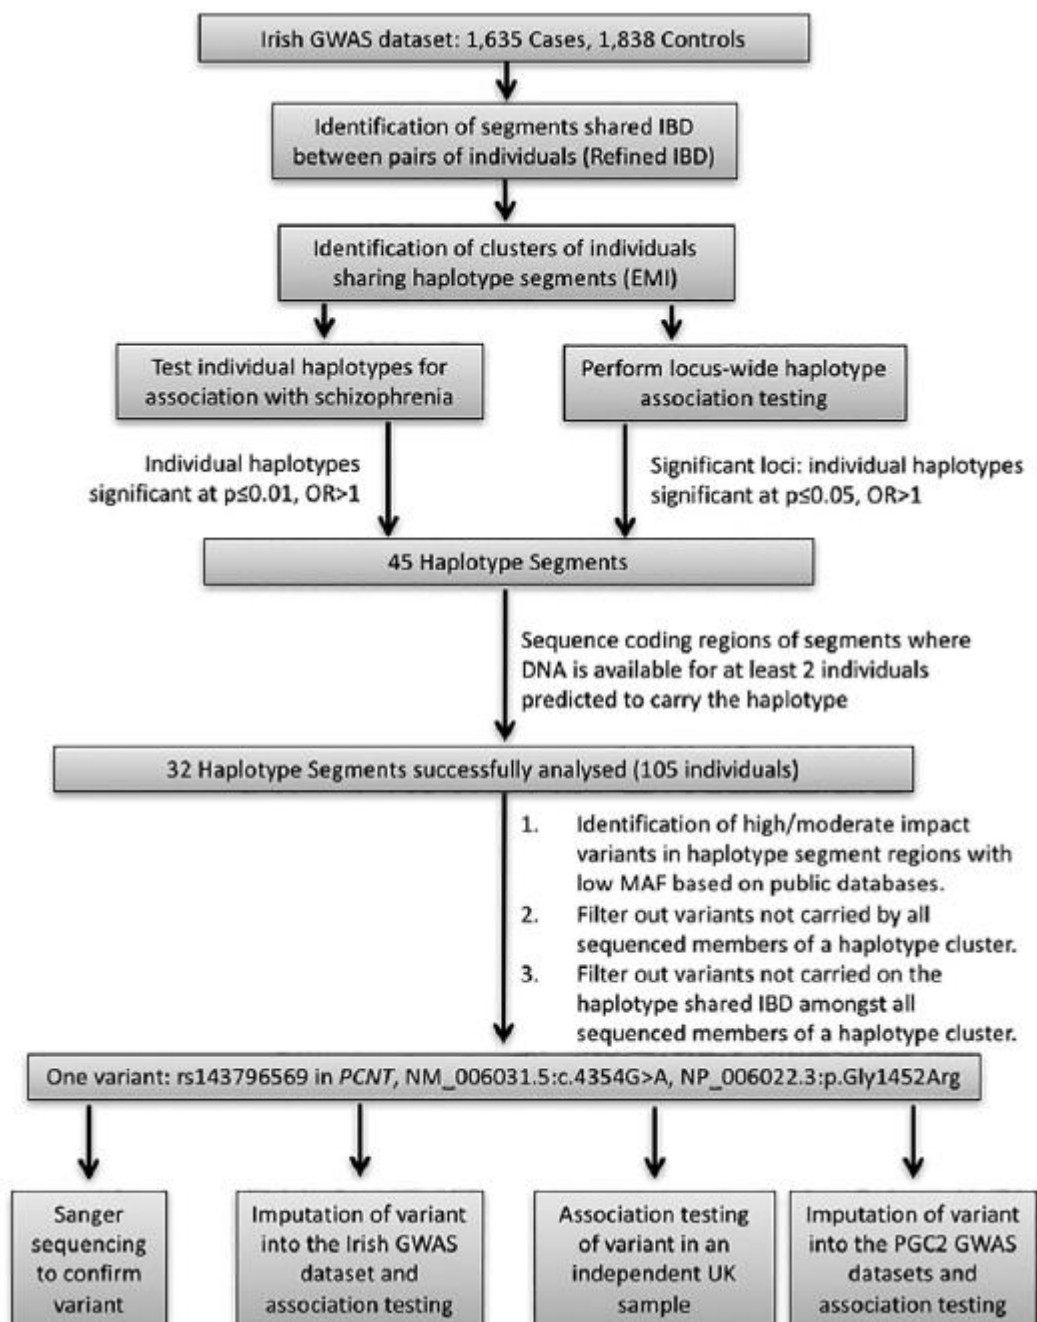 Irish GWAS dataset: 1,635 Cases, 1,838 Controls
Identification of segments shared IBD
between pairs of individuals (Refined IBD)
Identification of clusters of individuals
sharing haplotype segments (EMI)
Test individual haplotypes for
association with schizophrenia
Perform locus-wide haplotype
association testing
Individual haplotypes
significant at p≤0.01, OR>1
Significant loci: individual haplotypes
significant at p≤0.05, OR>1
45 Haplotype Segments
Sequence coding regions of segments where
DNA is available for at least 2 individuals
predicted to carry the haplotype
32 Haplotype Segments successfully analysed (105 individuals)
1. Identification of high/moderate impact
variants in haplotype segment regions with
low MAF based on public databases.
2. Filter out variants not carried by all
sequenced members of a haplotype cluster.
3. Filter out variants not carried on the
haplotype shared IBD amongst all
sequenced members of a haplotype cluster.
One variant: rs143796569 in PCNT, NM_006031.5:c.4354G>A, NP_006022.3:p.Gly1452Arg
Sanger
sequencing
to confirm
variant
Imputation of variant
into the Irish GWAS
dataset and
association testing
Association testing
of variant in an
independent UK
sample
Imputation of variant
into the PGC2 GWAS
datasets and
association testing